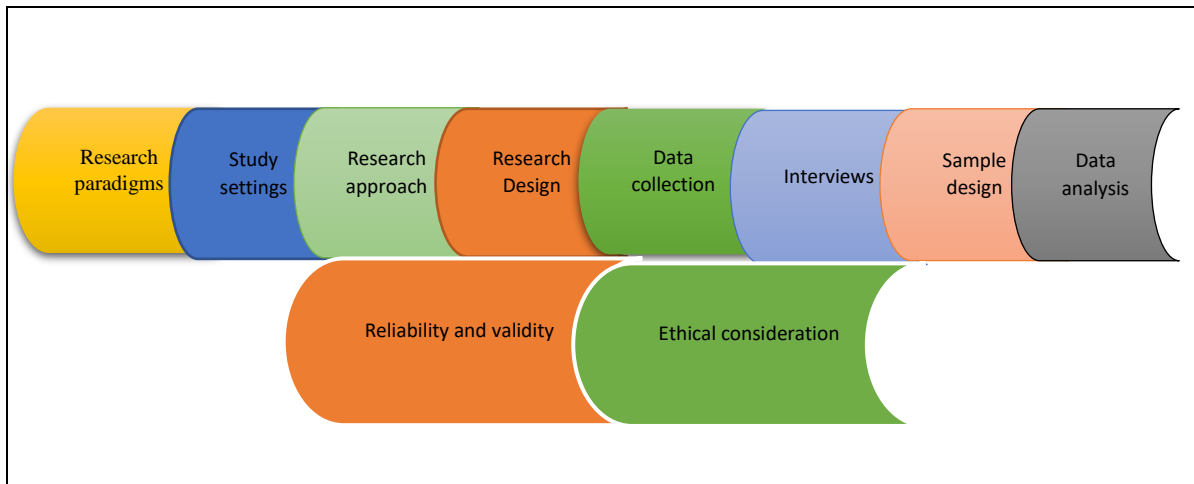 Research
paradigms
Study
settings
Research
approach
Research
Design
Data
collection
Interviews
Sample
design
Data
analysis
Reliability and validity
Ethical consideration